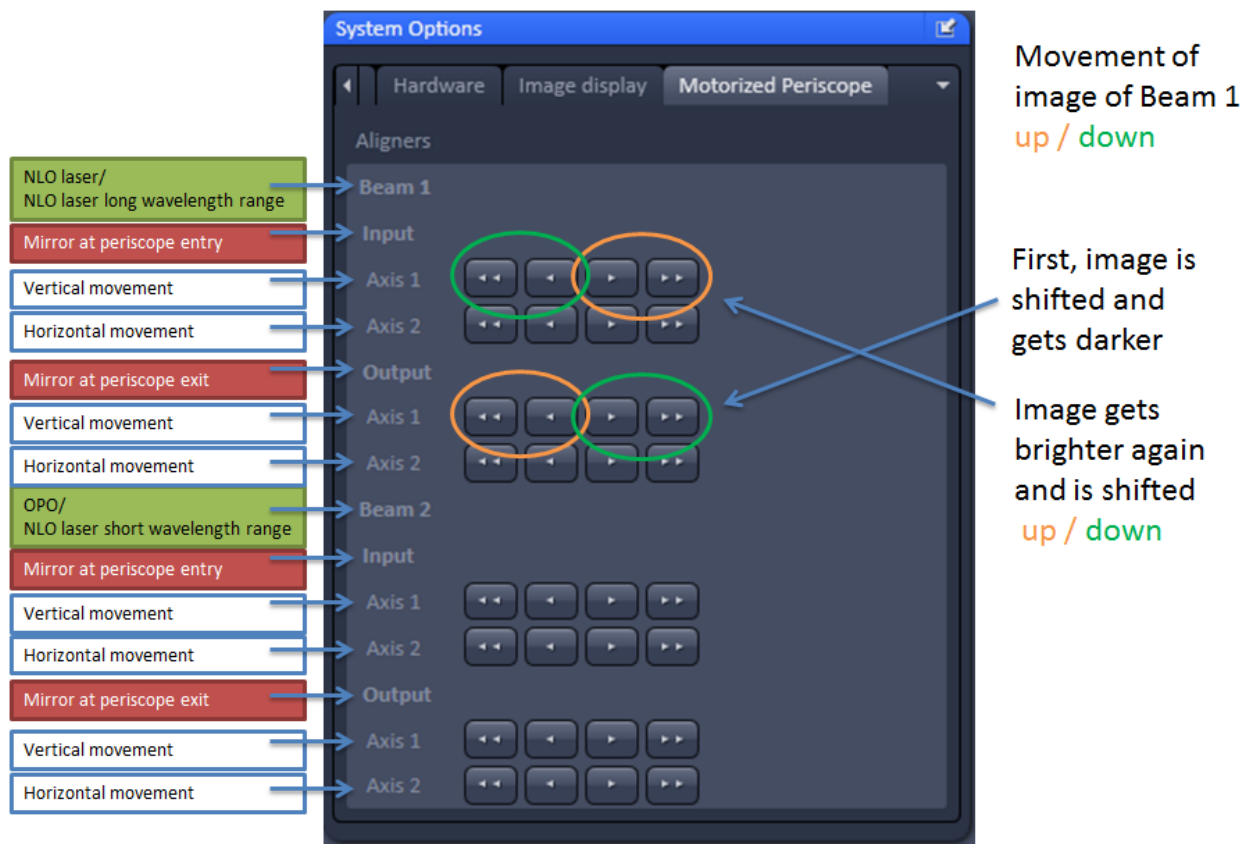 System Options
Hardware
Image display
Motorized Periscope
Aligners
NLO laser/
NLO laser long wavelength range
Beam 1
Mirror at periscope entry
Input
Vertical movement
Axis 1
Horizontal movement
Axis 2
Mirror at periscope exit
Output
Vertical movement
Axis 1
Horizontal movement
Axis 2
OPO/
NLO laser short wavelength range
Beam 2
Mirror at periscope entry
Input
Vertical movement
Axis 1
Horizontal movement
Axis 2
Mirror at periscope exit
Output
Vertical movement
Axis 1
Horizontal movement
Axis 2
Movement of
image of Beam 1
up / down
First, image is
shifted and
gets darker
Image gets
brighter again
and is shifted
up / down